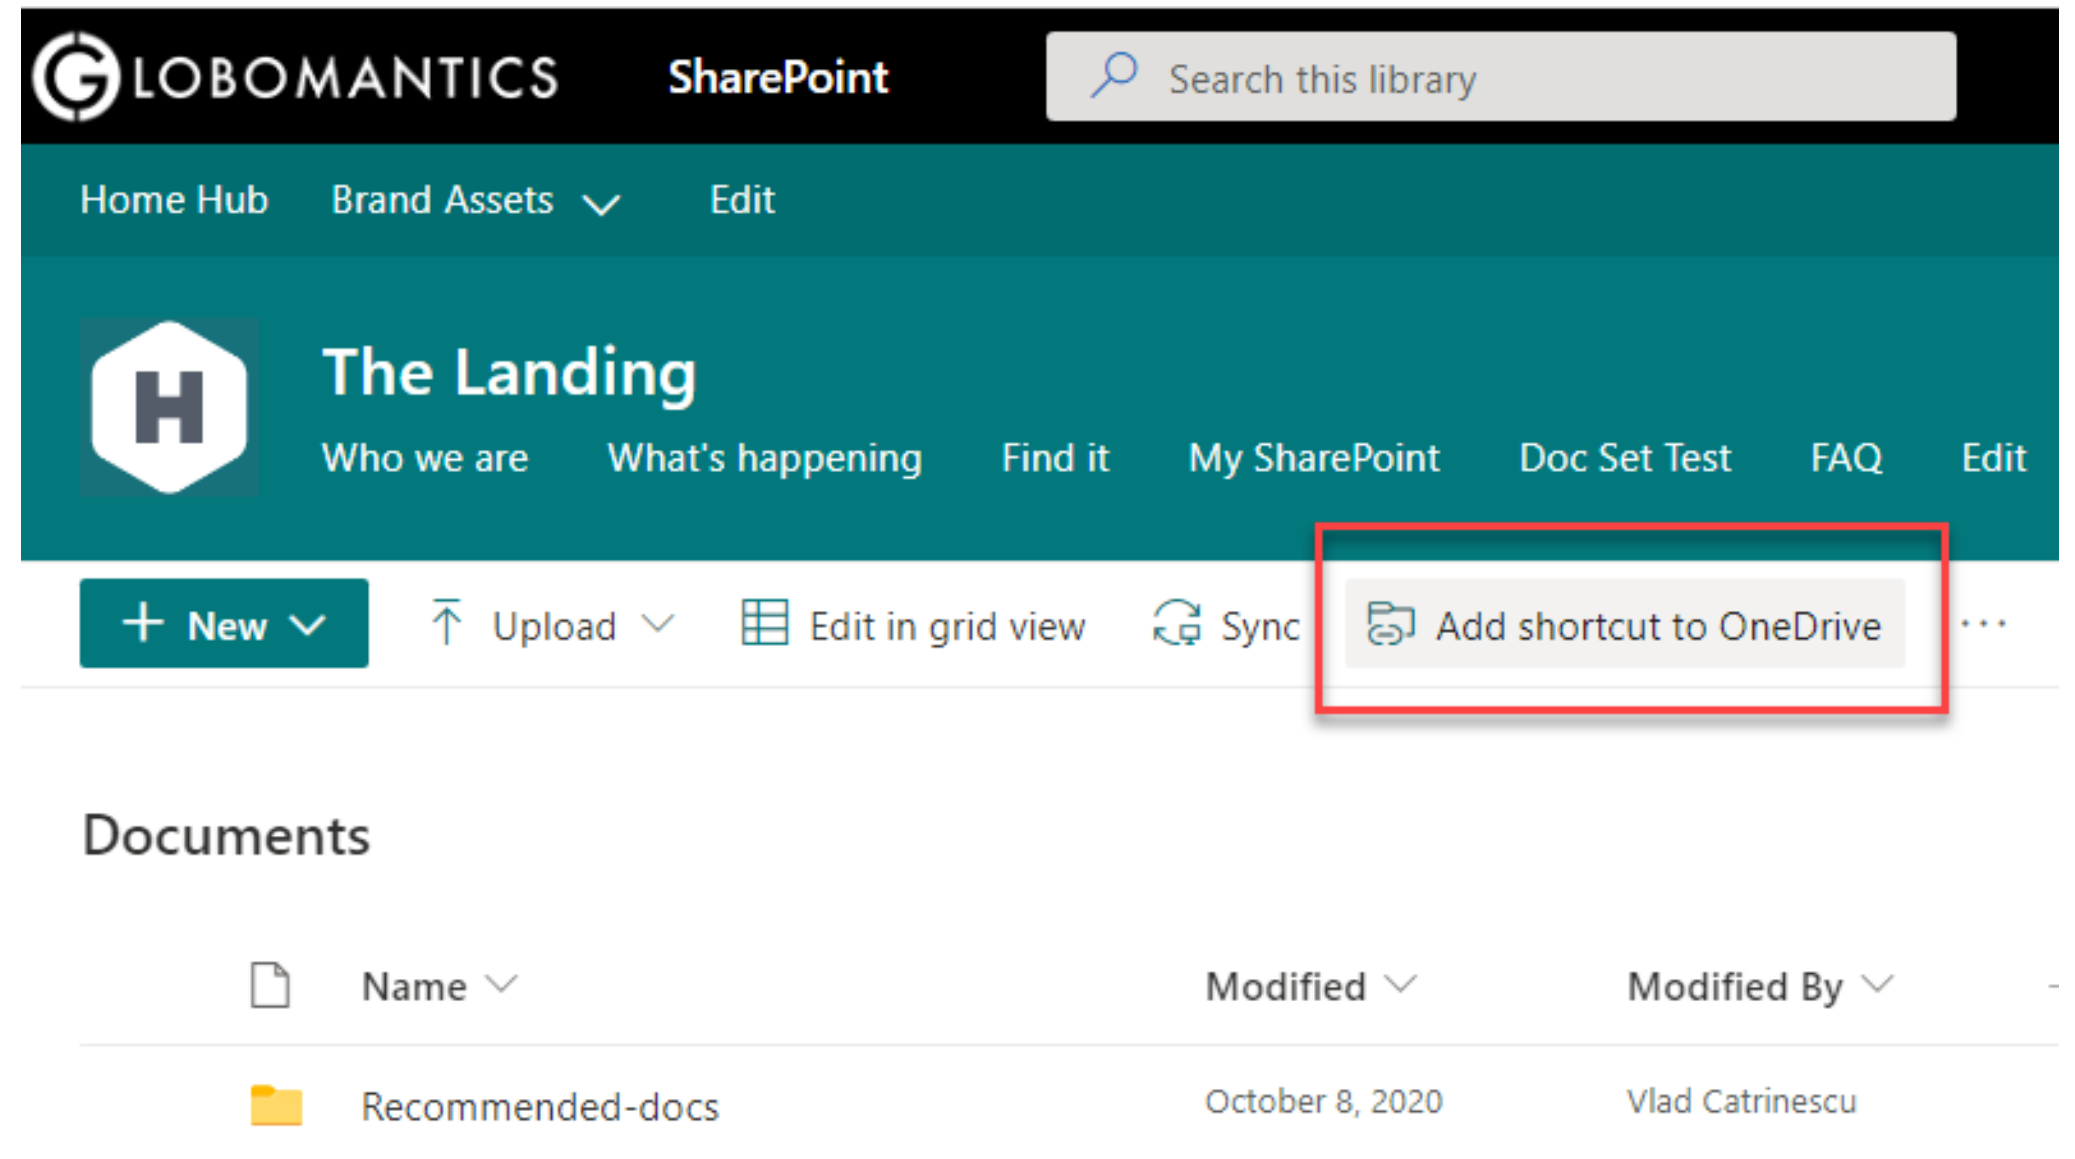 GLOBOMANTICS SharePoint Search this library
Home Hub Brand Assets Edit
H
The Landing
Who we are What's happening Find it My SharePoint Doc Set Test FAQ Edit
+ New Upload Edit in grid view Sync Add shortcut to OneDrive ...
Documents
Name Modified Modified By
Recommended-docs October 8, 2020 Vlad Catrinescu